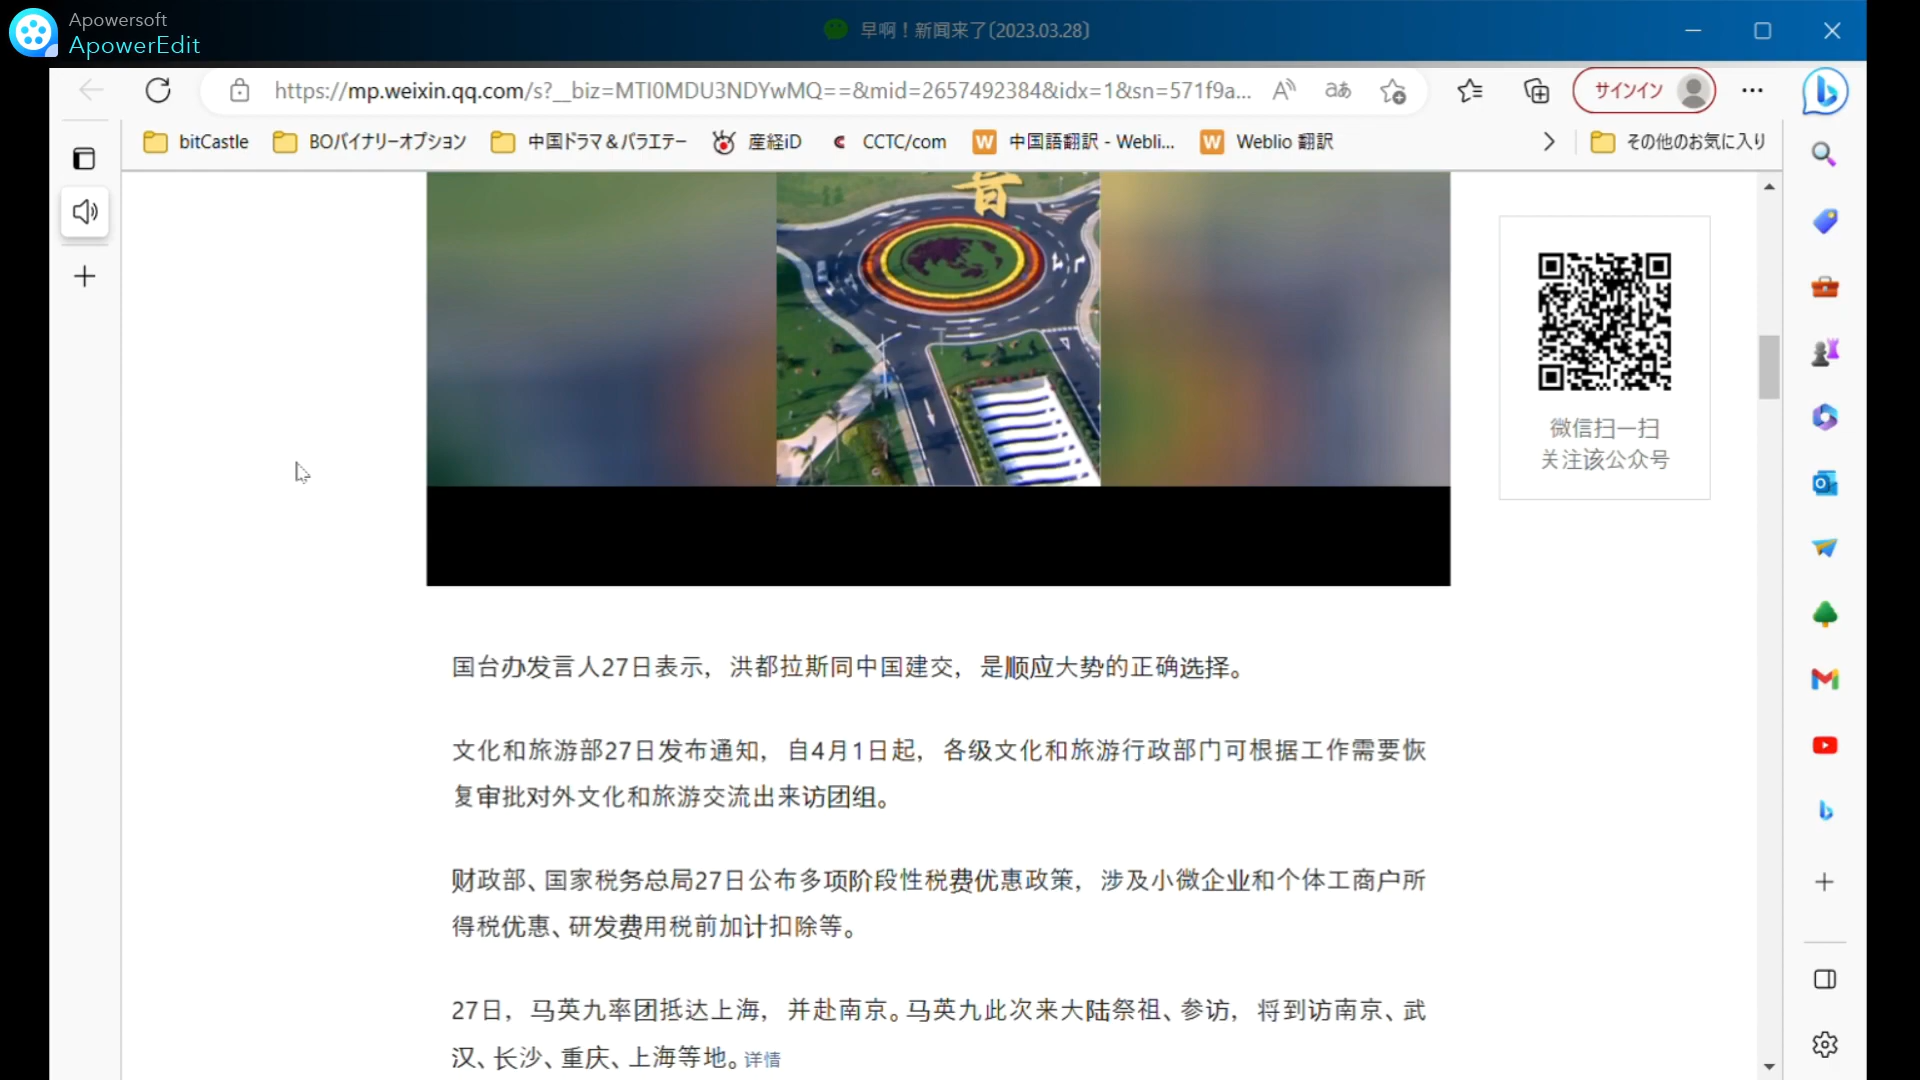 Apowersoft
ApowerEdit
早啊！新闻来了〔2023.03.28〕
https://mp.weixin.qq.com/s?__biz=MTI0MDU3NDYwMQ==&mid=2657492384&idx=1&sn=571f9a...
サインイン
bitCastle
BOバイナリーオプション
中国ドラマ＆バラエテー
産経iD
CCTC/com
中国語翻訳 - Webli...
Weblio 翻訳
その他のお気に入り
音
微信扫一扫
关注该公众号
国台办发言人27日表示，洪都拉斯同中国建交，是顺应大势的正确选择。
文化和旅游部27日发布通知，自4月1日起，各级文化和旅游行政部门可根据工作需要恢
复审批对外文化和旅游交流出来访团组。
财政部、国家税务总局27日公布多项阶段性税费优惠政策，涉及小微企业和个体工商户所
得税优惠、研发费用税前加计扣除等。
27日，马英九率团抵达上海，并赴南京。马英九此次来大陆祭祖、参访，将到访南京、武
汉、长沙、重庆、上海等地。详情